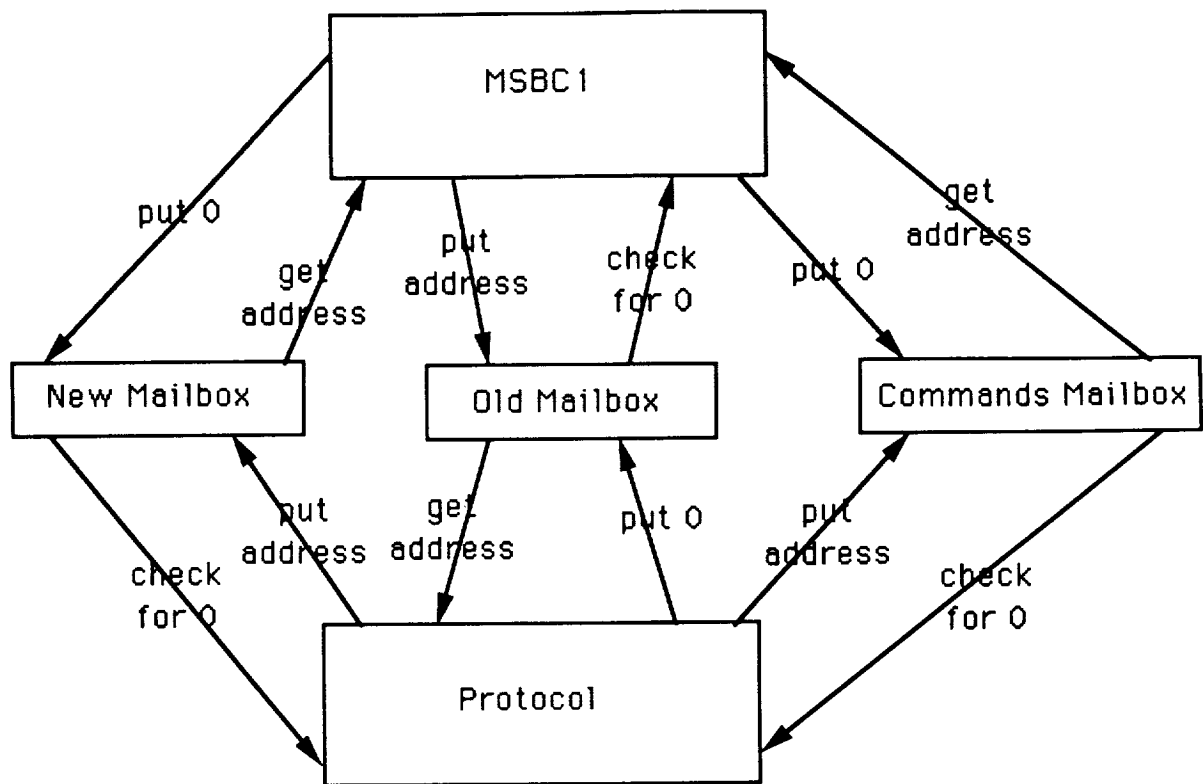 MSBC1
put 0
get
address
put
address
check
for 0
put 0
get
address
New Mailbox
Old Mailbox
Commands Mailbox
check
for 0
put
address
get
address
put 0
put
address
check
for 0
Protocol